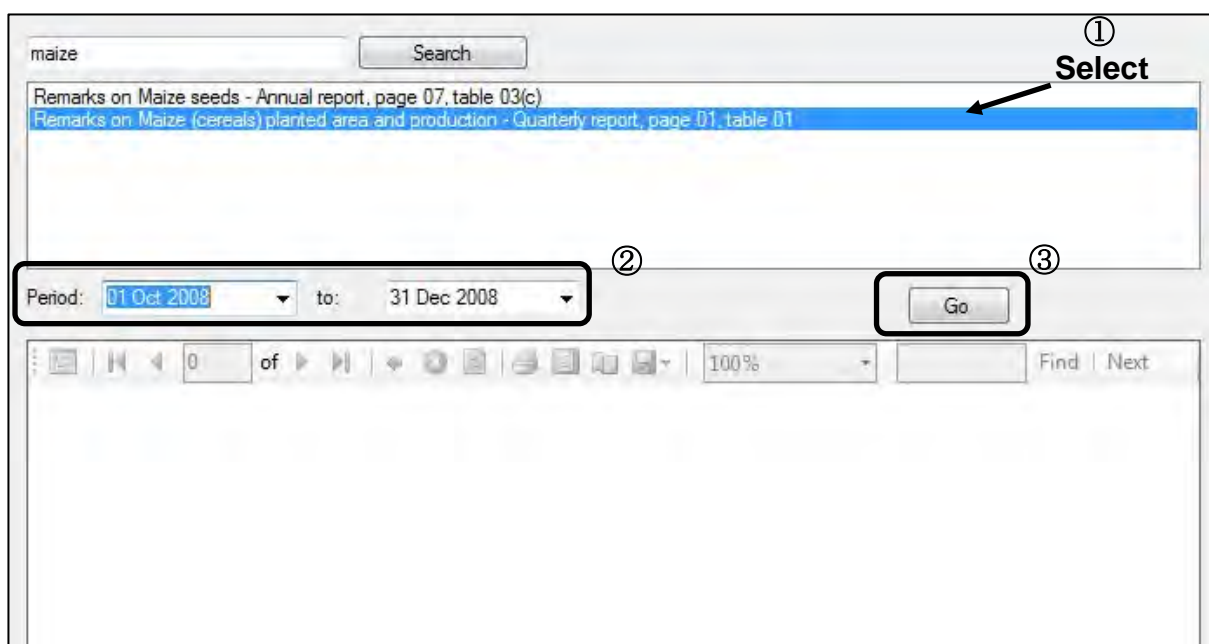 ①
maize Search
Select
Remarks on Maize seeds - Annual report, page 07, table 03(c)
Remarks on Maize (cereals) planted area and production - Quarterly report, page 01, table 01
②
③
Period: 01 Oct 2008 to: 31 Dec 2008
Go
0 of 100% Find | Next